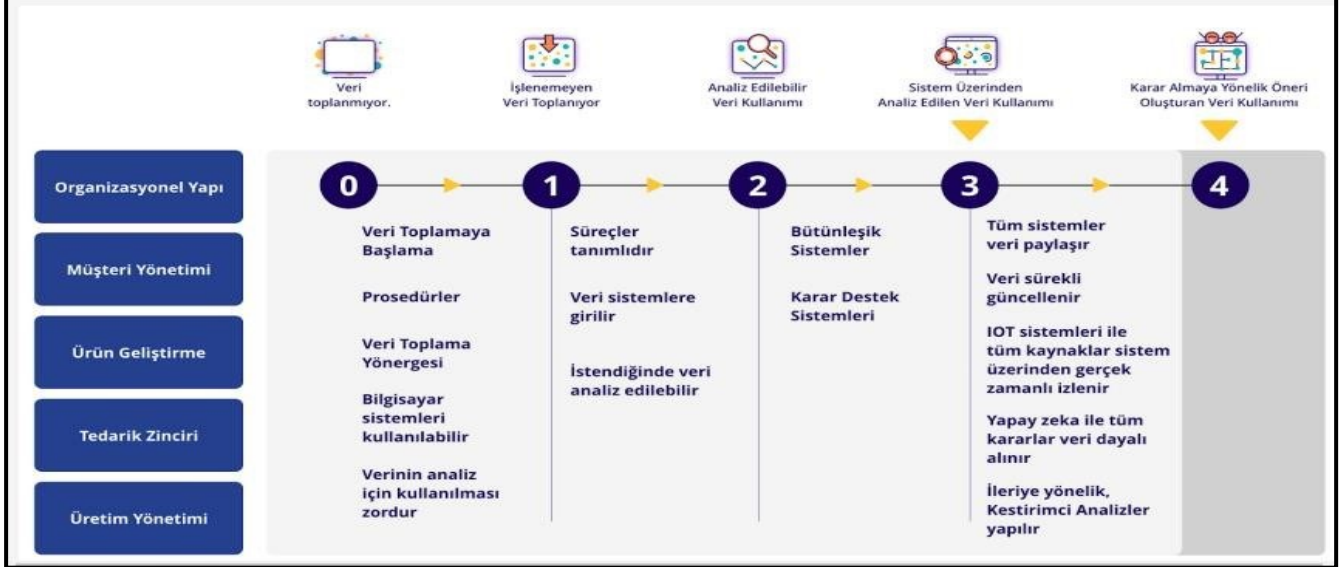 Veri
toplanmıyor.
İşlenemeyen
Veri Toplanıyor
Analiz Edilebilir
Veri Kullanımı
Sistem Üzerinden
Analiz Edilen Veri Kullanımı
Karar Almaya Yönelik Öneri
Oluşturan Veri Kullanımı
Organizasyonel Yapı
Müşteri Yönetimi
Ürün Geliştirme
Tedarik Zinciri
Üretim Yönetimi
0
1
2
3
4
Veri Toplamaya
Başlama
Prosedürler
Veri Toplama
Yönergesi
Bilgisayar
sistemleri
kullanılabilir
Verinin analiz
için kullanılması
zordur
Süreçler
tanımlıdır
Veri sistemlere
girilir
İstendiğinde veri
analiz edilebilir
Bütünleşik
Sistemler
Karar Destek
Sistemleri
Tüm sistemler
veri paylaşır
Veri sürekli
güncellenir
IOT sistemleri ile
tüm kaynaklar sistem
üzerinden gerçek
zamanlı izlenir
Yapay zeka ile tüm
kararlar veri dayalı
alınır
İleriye yönelik,
Kestirimci Analizler
yapılır